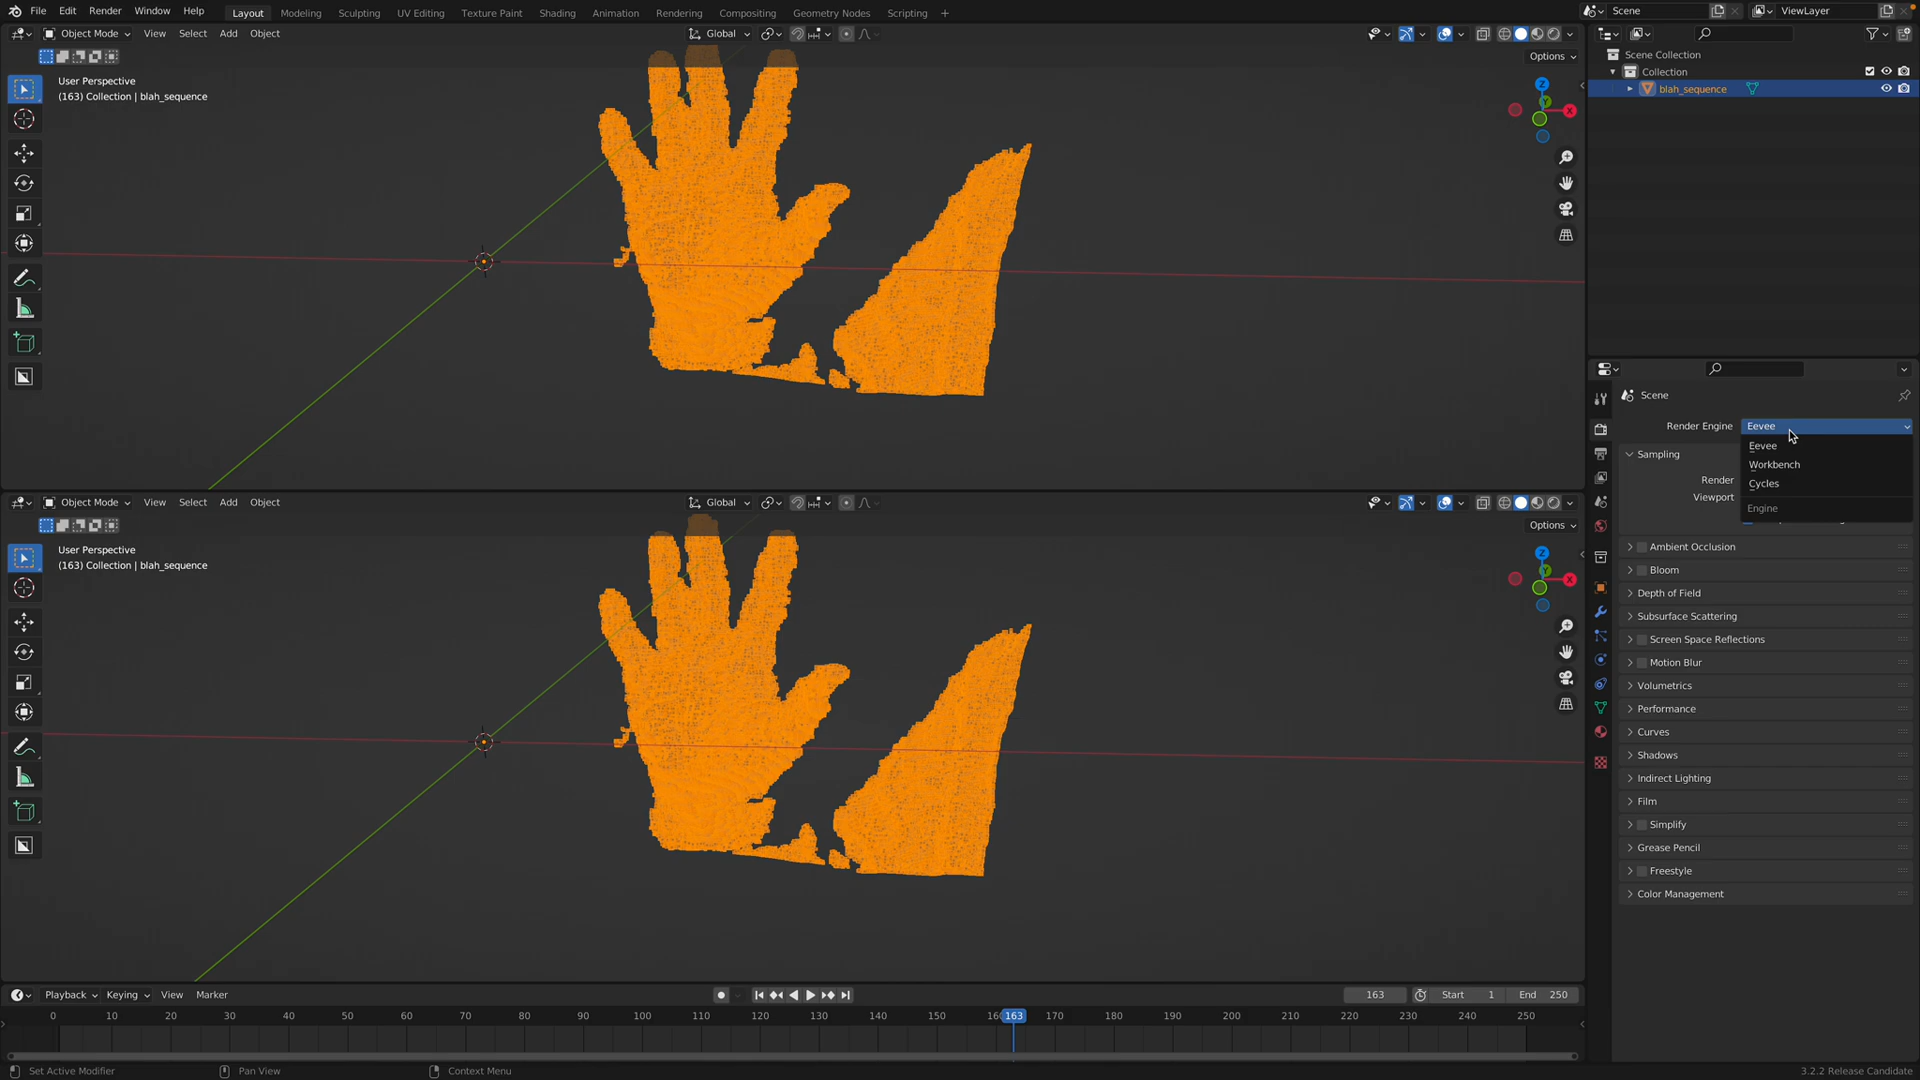 File Edit Render Window Help Layout Modeling Sculpting UV Editing Texture Paint Shading Animation Rendering Compositing Geometry Nodes Scripting + Scene ViewLayer
Object Mode View Select Add Object Global
Options
User Perspective
(163) Collection | blah_sequence
Z
Y
X
Scene Collection
Collection
blah_sequence
Scene
Render Engine Eevee
Eevee
Workbench
Cycles
Engine
Sampling
Render
Viewport
Ambient Occlusion
Bloom
Depth of Field
Subsurface Scattering
Screen Space Reflections
Motion Blur
Volumetrics
Performance
Curves
Shadows
Indirect Lighting
Film
Simplify
Grease Pencil
Freestyle
Color Management
Object Mode View Select Add Object Global
Options
User Perspective
(163) Collection | blah_sequence
Z
Y
X
Playback Keying View Marker 163 Start 1 End 250
0 10 20 30 40 50 60 70 80 90 100 110 120 130 140 150 163 170 180 190 200 210 220 230 240 250
Set Active Modifier Pan View Context Menu 3.2.2 Release Candidate